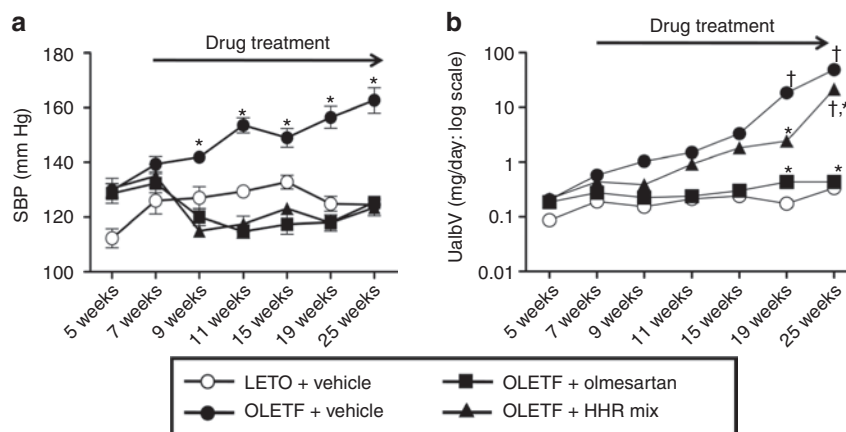 a
Drug treatment
180
160
140
120
100
SBP (mm Hg)
*
*
*
*
*
*
5 weeks
7 weeks
9 weeks
11 weeks
15 weeks
19 weeks
25 weeks
b
Drug treatment
100
10
1
0.1
0.01
UalbV (mg/day: log scale)
†
†
†,*
*
*
*
5 weeks
7 weeks
9 weeks
11 weeks
15 weeks
19 weeks
25 weeks
LETO + vehicle
OLETF + olmesartan
OLETF + vehicle
OLETF + HHR mix